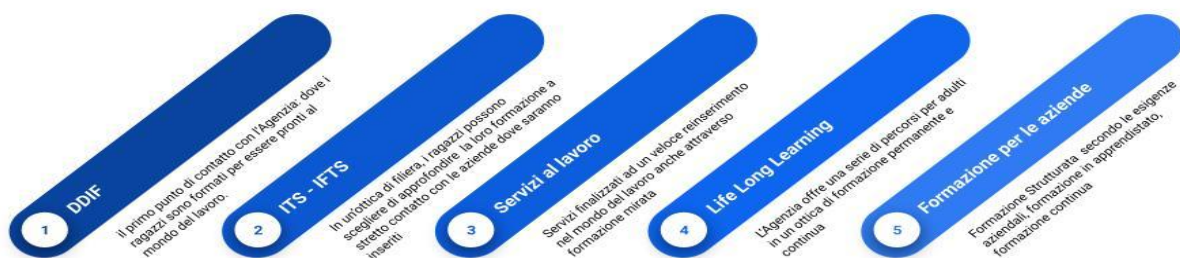 1
DDIF
il primo punto di contatto con l'Agenzia: dove i
ragazzi sono formati per essere pronti al
mondo del lavoro.
2
ITS - IFTS
In un'ottica di filiera, i ragazzi possono
scegliere di approfondire la loro formazione a
stretto contatto con le aziende dove saranno
inseriti
3
Servizi al lavoro
Servizi finalizzati ad un veloce reinserimento
nel mondo del lavoro anche attraverso
formazione mirata
4
Life Long Learning
L'Agenzia offre una serie di percorsi per adulti
in un ottica di formazione permanente e
continua
5
Formazione per le aziende
Formazione Strutturata secondo le esigenze
aziendali, formazione in apprendistato,
formazione continua